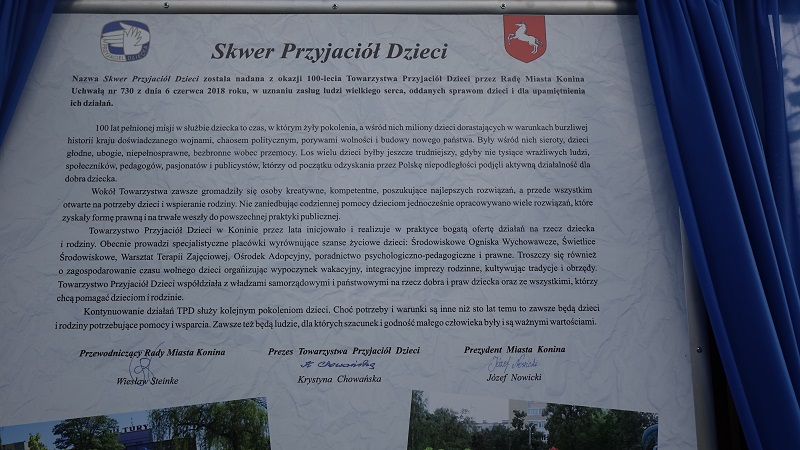 Skwer Przyjaciół Dzieci
Nazwa Skwer Przyjaciół Dzieci została nadana z okazji 100-lecia Towarzystwa Przyjaciół Dzieci przez Radę Miasta Konina
Uchwałą nr 730 z dnia 6 czerwca 2018 roku, w uznaniu zasług ludzi wielkiego serca, oddanych sprawom dzieci i dla upamiętnienia
ich działań.
100 lat pełnionej misji w służbie dziecka to czas, w którym żyły pokolenia, a wśród nich miliony dzieci dorastających w warunkach burzliwej
historii kraju doświadczanego wojnami, chaosem politycznym, porywami wolności i budowy nowego państwa. Były wśród nich sieroty, dzieci
głodne, ubogie, niepełnosprawne, bezbronne wobec przemocy. Los wielu dzieci byłby jeszcze trudniejszy, gdyby nie tysiące wrażliwych ludzi,
społeczników, pedagogów, pasjonatów i publicystów, którzy od początku odzyskania przez Polskę niepodległości podjęli aktywną działalność dla
dobra dziecka.
Wokół Towarzystwa zawsze gromadziły się osoby kreatywne, kompetentne, poszukujące najlepszych rozwiązań, a przede wszystkim
otwarte na potrzeby dzieci i wspieranie rodziny. Nie zaniedbując codziennej pomocy dzieciom jednocześnie opracowywano wiele rozwiązań, które
zyskały formę prawną i na trwałe weszły do powszechnej praktyki publicznej.
Towarzystwo Przyjaciół Dzieci w Koninie przez lata inicjowało i realizuje w praktyce bogatą ofertę działań na rzecz dziecka
i rodziny. Obecnie prowadzi specjalistyczne placówki wyrównujące szanse życiowe dzieci: Środowiskowe Ogniska Wychowawcze, Świetlice
Środowiskowe, Warsztat Terapii Zajęciowej, Ośrodek Adopcyjny, poradnictwo psychologiczno-pedagogiczne i prawne. Troszczy się również
o zagospodarowanie czasu wolnego dzieci organizując wypoczynek wakacyjny, integracyjne imprezy rodzinne, kultywując tradycje i obrzędy.
Towarzystwo Przyjaciół Dzieci współdziała z władzami samorządowymi i państwowymi na rzecz dobra i praw dziecka oraz ze wszystkimi, którzy
chcą pomagać dzieciom i rodzinie.
Kontynuowanie działań TPD służy kolejnym pokoleniom dzieci. Choć potrzeby i warunki są inne niż sto lat temu to zawsze będą dzieci
i rodziny potrzebujące pomocy i wsparcia. Zawsze też będą ludzie, dla których szacunek i godność małego człowieka były i są ważnymi wartościami.
Przewodniczący Rady Miasta Konina
Wiesław Steinke
Prezes Towarzystwa Przyjaciół Dzieci
K Chowańska
Krystyna Chowańska
Prezydent Miasta Konina
Józef Nowicki
Józef Nowicki